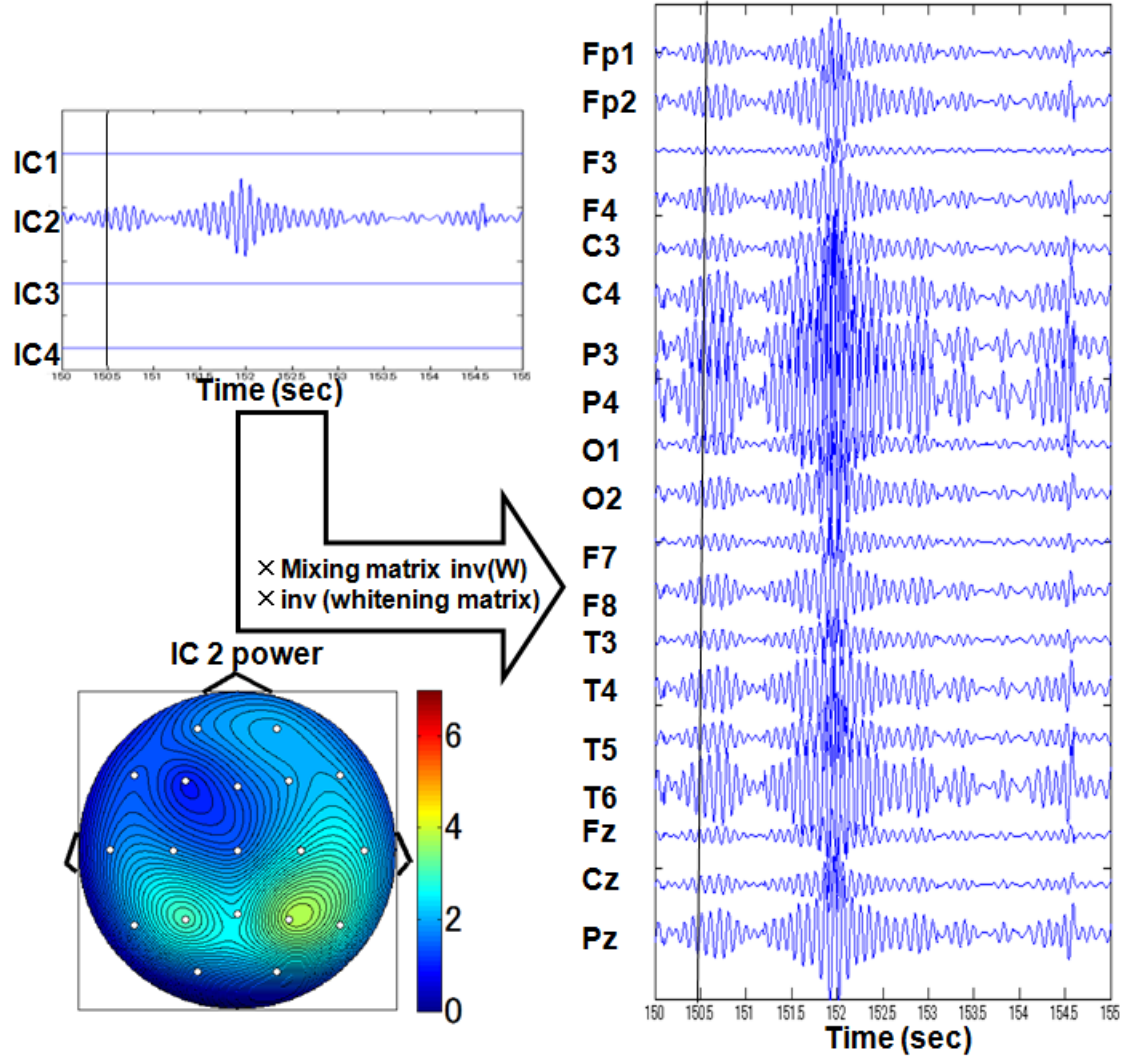 IC1
IC2
IC3
IC4
150 150.5 151 151.5 152 152.5 153 153.5 154 154.5 155
Time (sec)
× Mixing matrix inv(W)
× inv (whitening matrix)
IC 2 power
6
4
2
0
Fp1
Fp2
F3
F4
C3
C4
P3
P4
O1
O2
F7
F8
T3
T4
T5
T6
Fz
Cz
Pz
150 150.5 151 151.5 152 152.5 153 153.5 154 154.5 155
Time (sec)